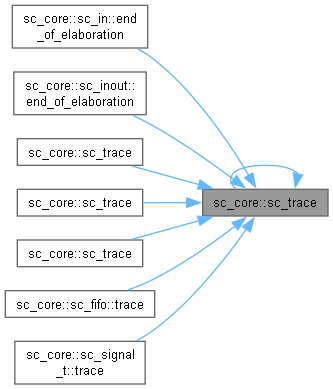 sc_core::sc_in::end
_of_elaboration
sc_core::sc_inout::
end_of_elaboration
sc_core::sc_trace
sc_core::sc_trace
sc_core::sc_trace
sc_core::sc_trace
sc_core::sc_fifo::trace
sc_core::sc_signal
_t::trace